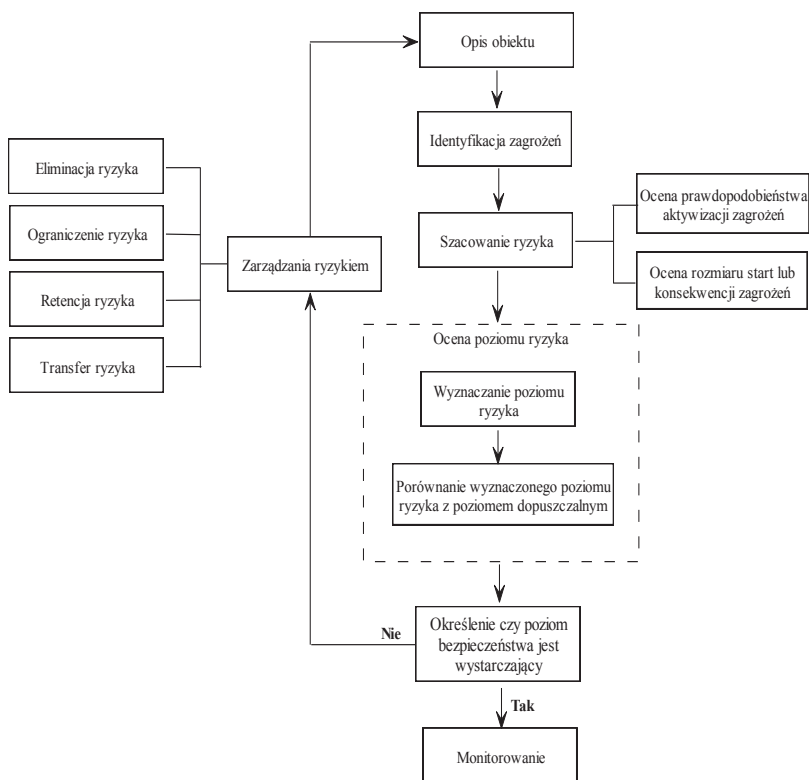 Opis obiektu
Identyfikacja zagrożeń
Eliminacja ryzyka
Ograniczenie ryzyka
Retencja ryzyka
Transfer ryzyka
Zarządzania ryzykiem
Szacowanie ryzyka
Ocena prawdopodobieństwa
aktywizacji zagrożeń
Ocena rozmiaru start lub
konsekwencji zagrożeń
Ocena poziomu ryzyka
Wyznaczanie poziomu
ryzyka
Porównanie wyznaczonego poziomu
ryzyka z poziomem dopuszczalnym
Nie
Określenie czy poziom
bezpieczeństwa jest
wystarczający
Tak
Monitorowanie